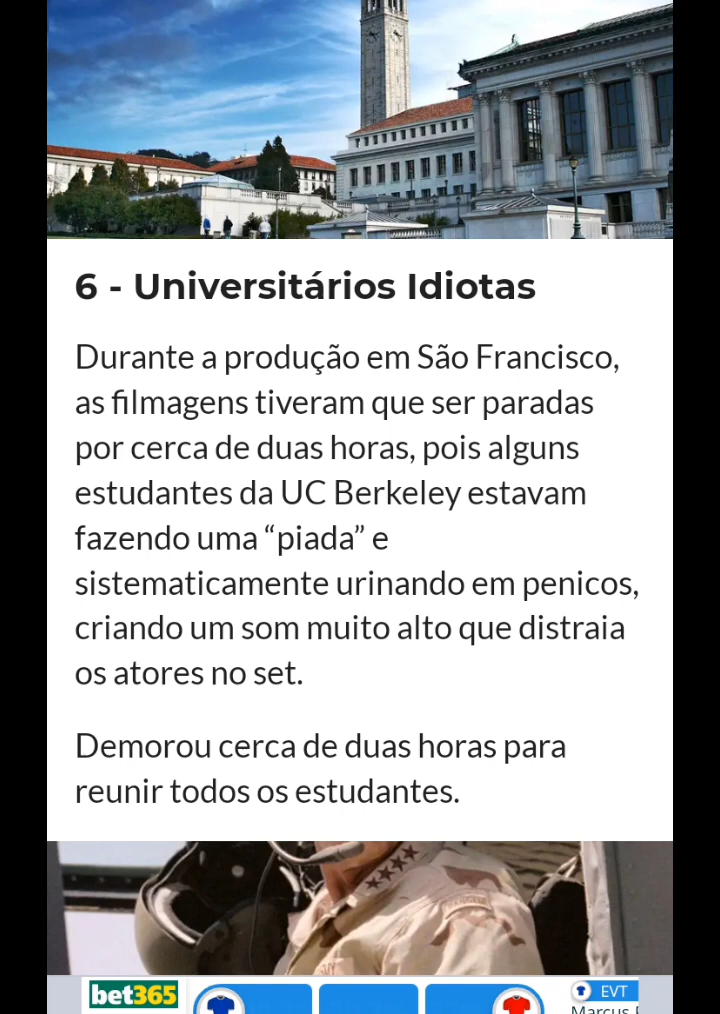 6 - Universitários Idiotas
Durante a produção em São Francisco,
as filmagens tiveram que ser paradas
por cerca de duas horas, pois alguns
estudantes da UC Berkeley estavam
fazendo uma “piada” e
sistematicamente urinando em penicos,
criando um som muito alto que distraia
os atores no set.
Demorou cerca de duas horas para
reunir todos os estudantes.
bet365
EVT
Marcus